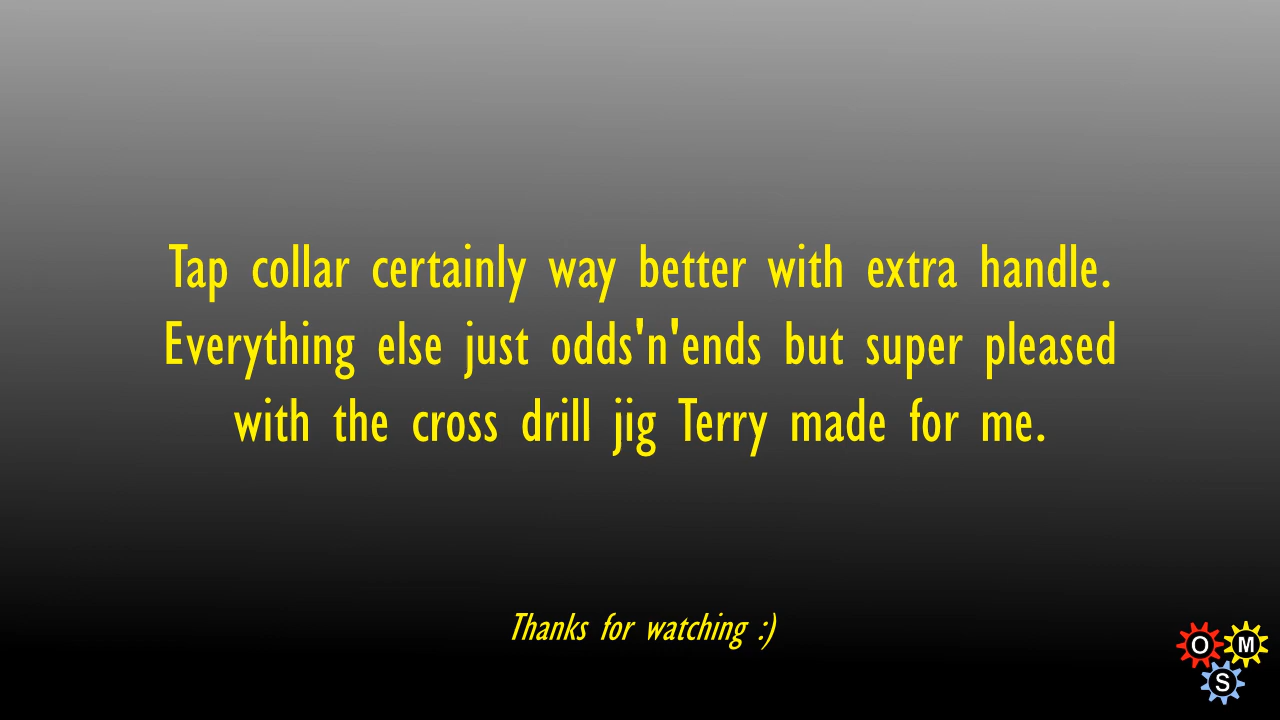 Tap collar certainly way better with extra handle.
Everything else just odds'n'ends but super pleased
with the cross drill jig Terry made for me.
Thanks for watching :)
O M
S